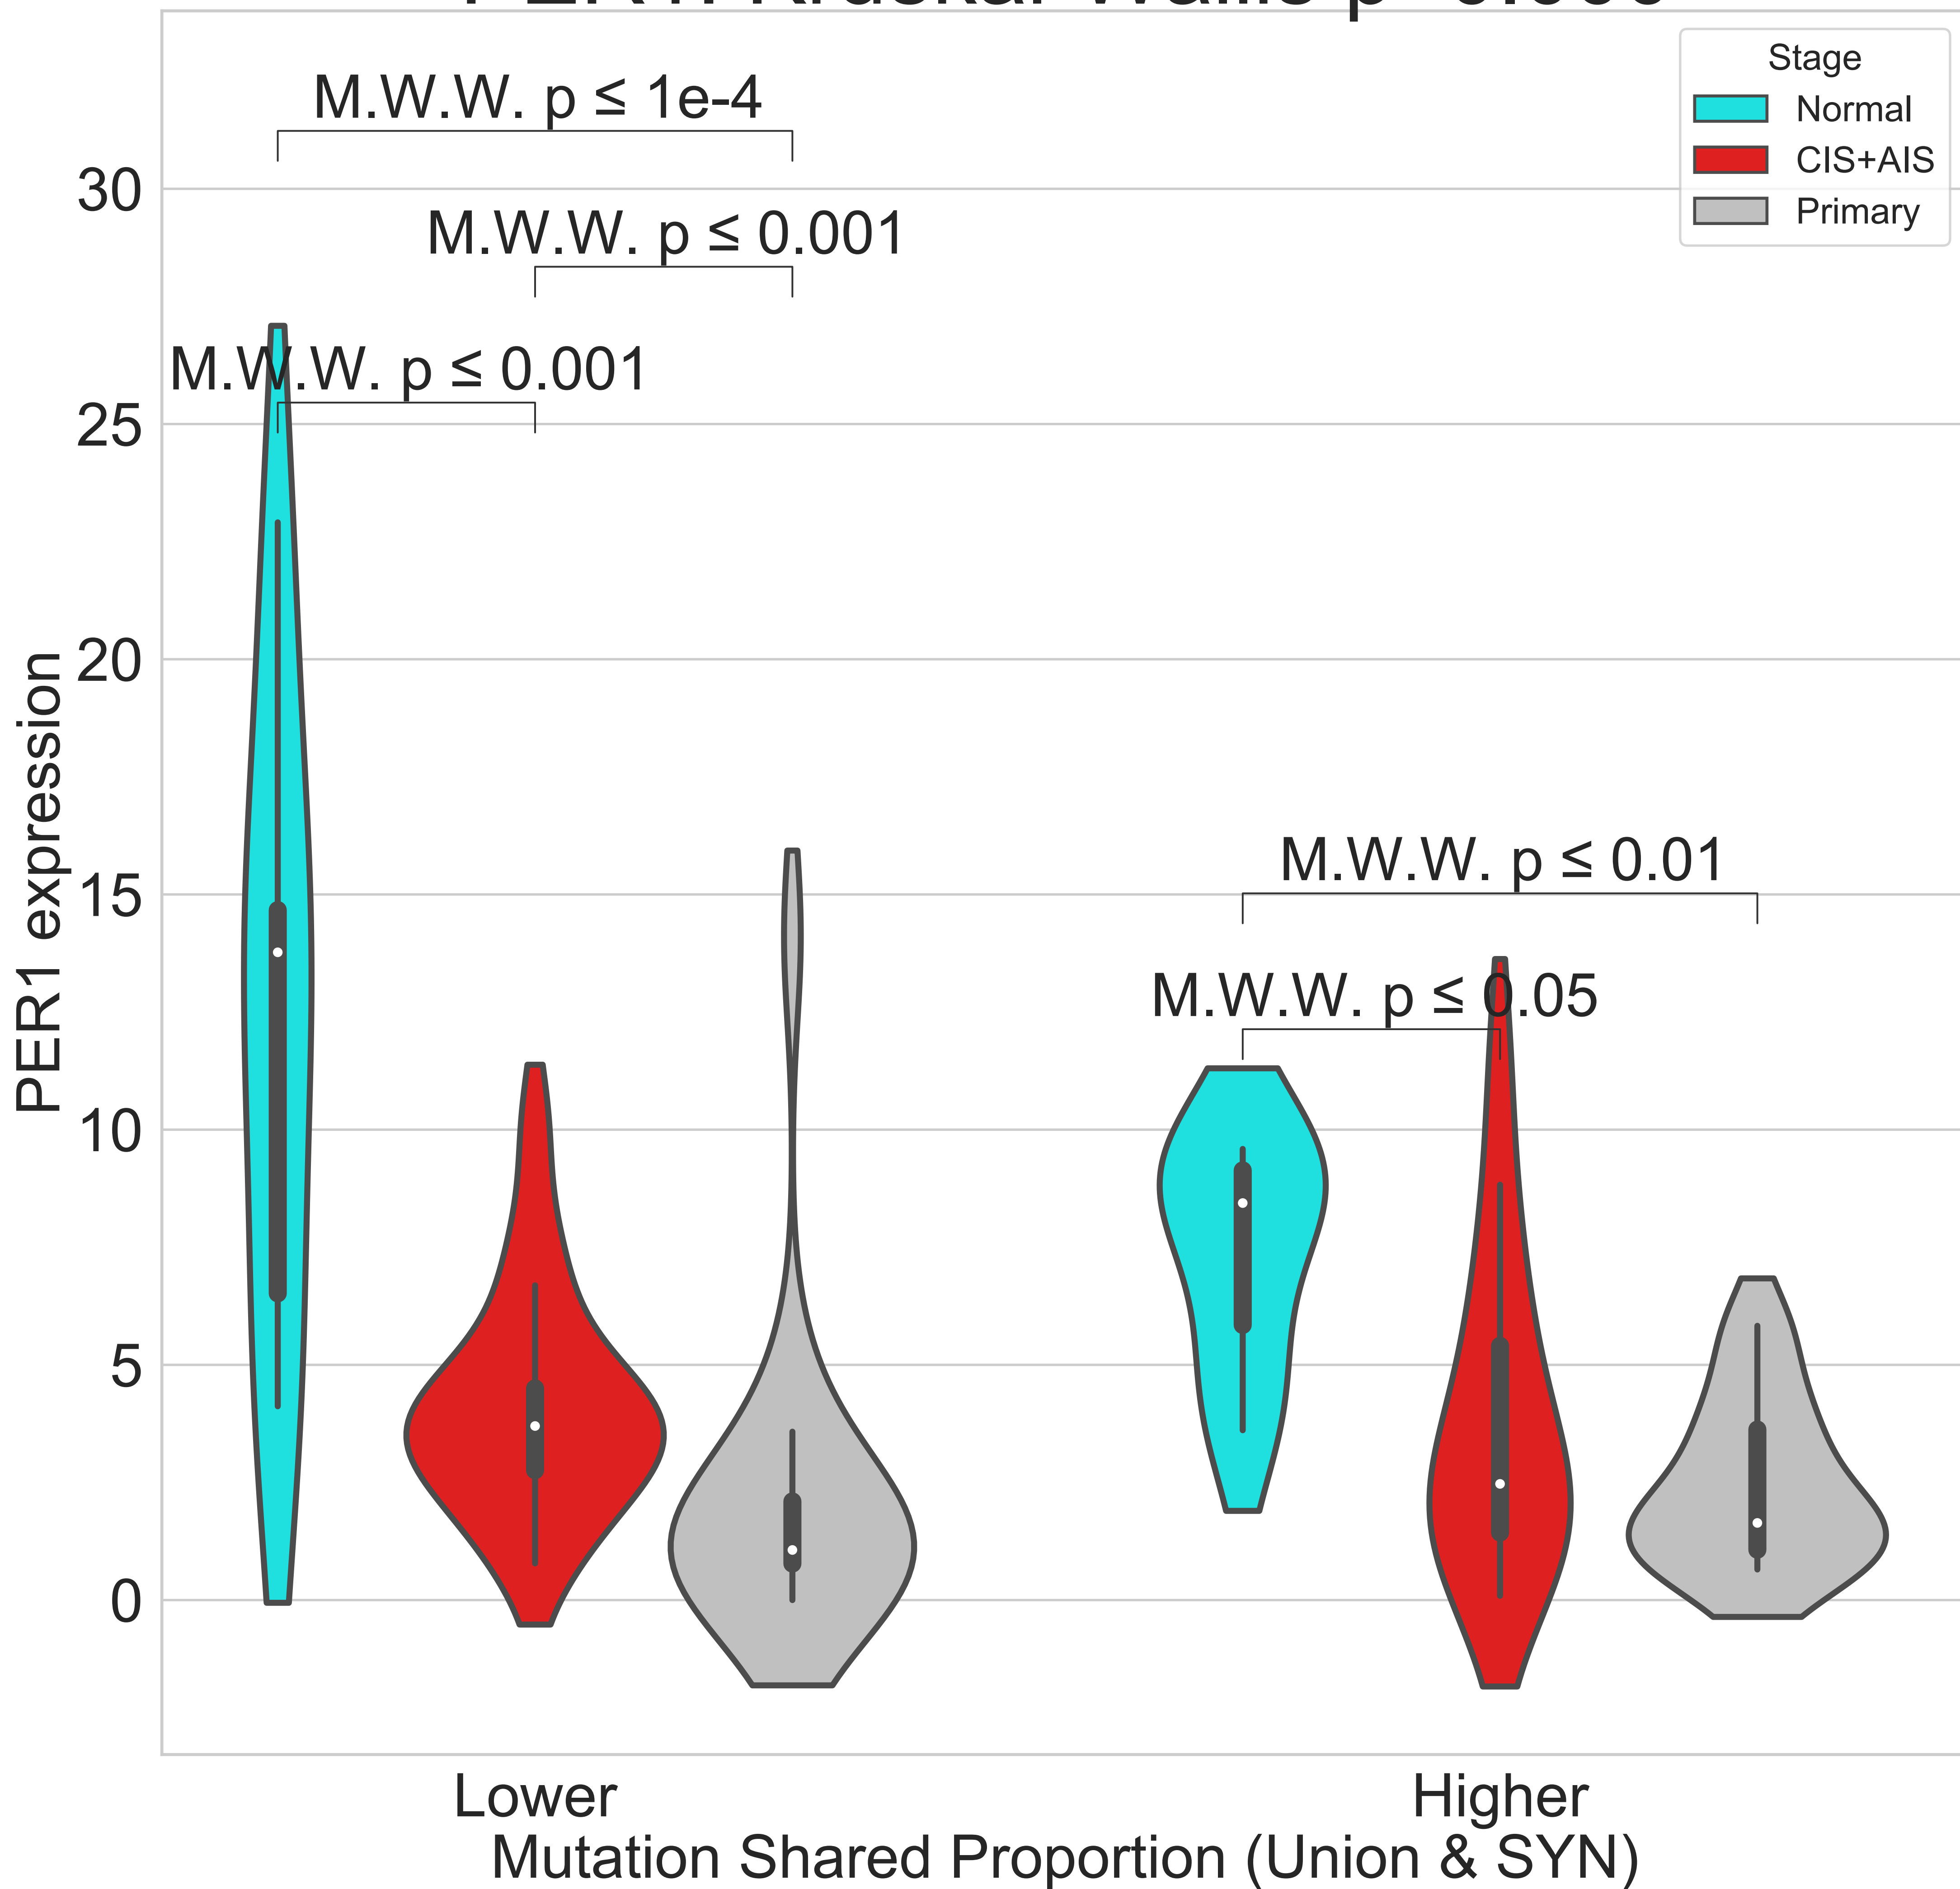 Stage
Normal
CIS+AIS
Primary
M.W.W. p ≤ 1e-4
M.W.W. p ≤ 0.001
M.W.W. p ≤ 0.001
M.W.W. p ≤ 0.01
M.W.W. p ≤ 0.05
30
25
20
15
10
5
0
PER1 expression
Lower
Higher
Mutation Shared Proportion (Union & SYN)